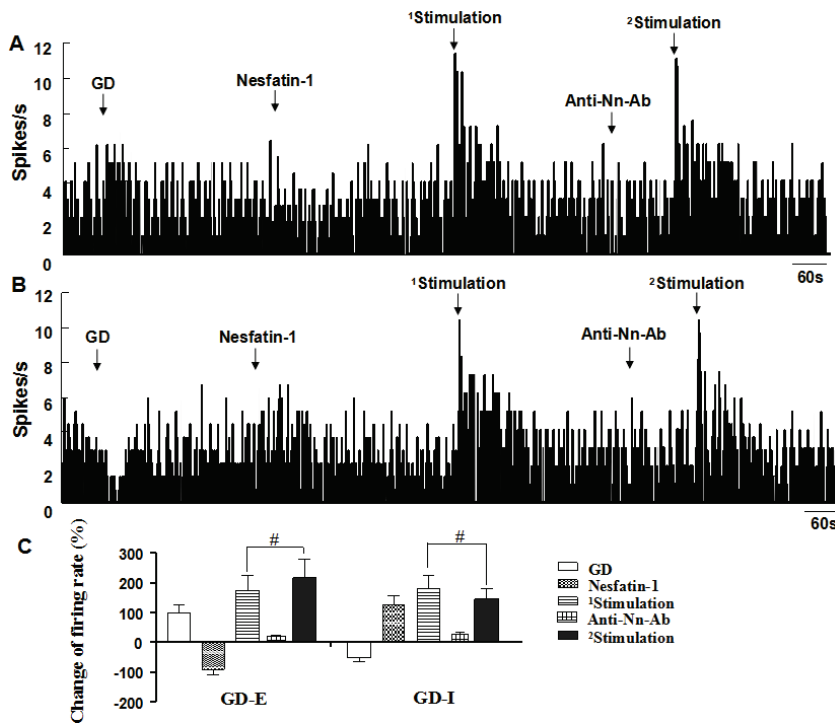 A
Spikes/s
12
10
8
6
4
2
0
GD
Nesfatin-1
¹Stimulation
Anti-Nn-Ab
²Stimulation
60s
B
Spikes/s
12
10
8
6
4
2
0
GD
Nesfatin-1
¹Stimulation
Anti-Nn-Ab
²Stimulation
60s
C
Change of firing rate (%)
300
200
100
0
-100
-200
#
#
GD-E
GD-I
GD
Nesfatin-1
¹Stimulation
Anti-Nn-Ab
²Stimulation